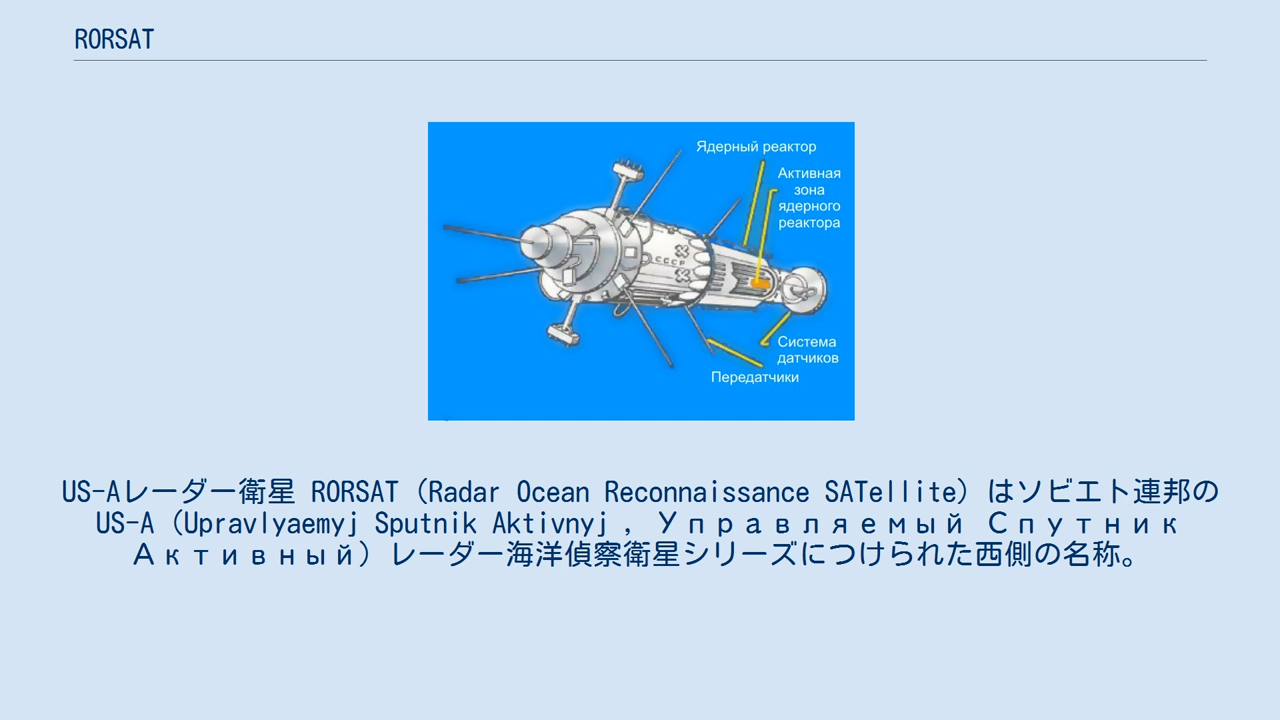 RORSAT
Ядерный реактор
Активная
зона
ядерного
реактора
СССР
Система
датчиков
Передатчики
US-Aレーダー衛星 RORSAT（Radar Ocean Reconnaissance SATellite）はソビエト連邦の
US-A（Upravlyaemyj Sputnik Aktivnyj , Управляемый Спутник
Активный）レーダー海洋偵察衛星シリーズにつけられた西側の名称。